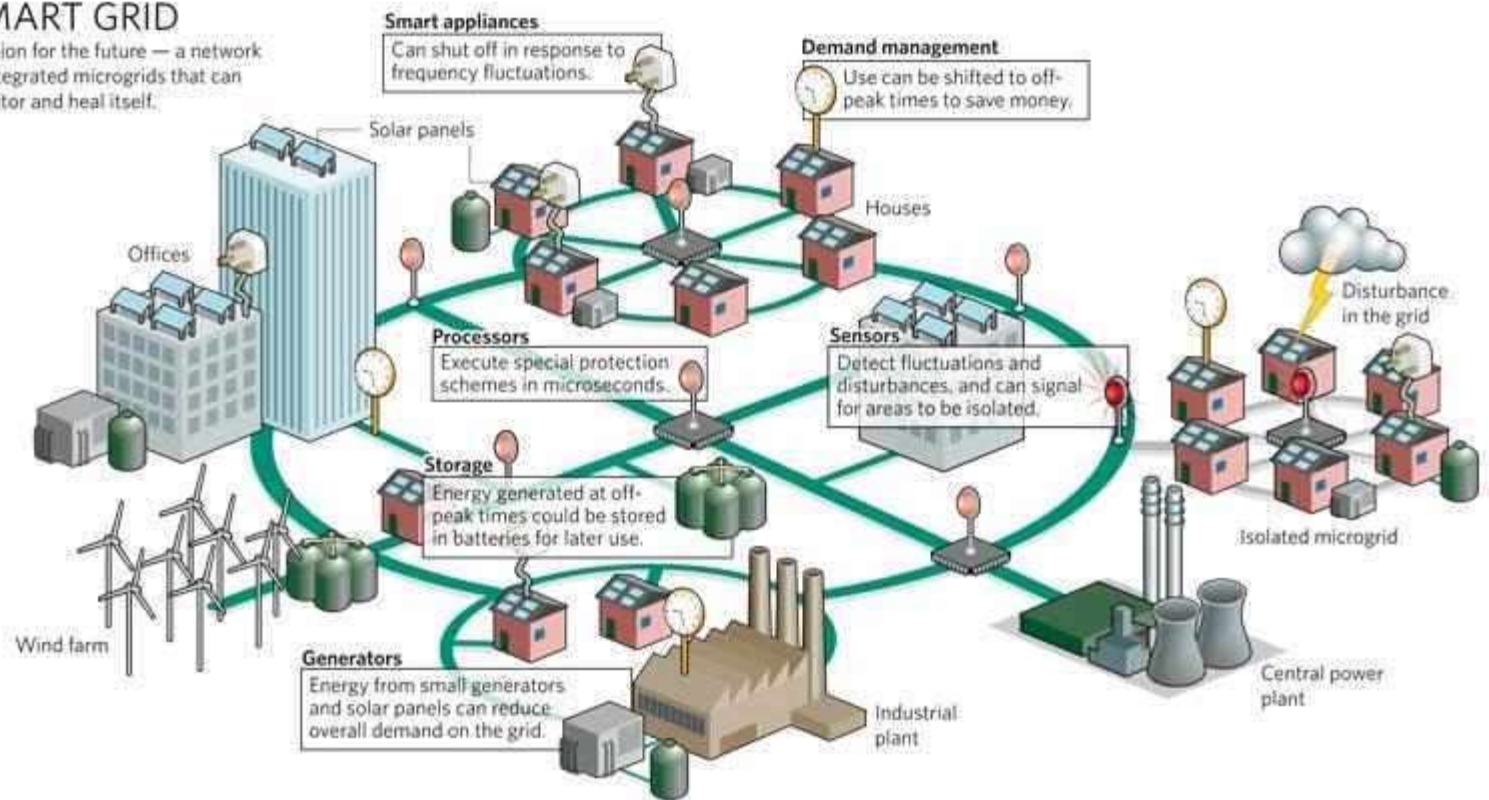 MART GRID
ion for the future — a network
tegrated microgrids that can
tor and heal itself.
Smart appliances
Can shut off in response to
frequency fluctuations.
Demand management
Use can be shifted to off-
peak times to save money.
Solar panels
Houses
Offices
Disturbance
in the grid
Processors
Execute special protection
schemes in microseconds.
Sensors
Detect fluctuations and
disturbances, and can signal
for areas to be isolated.
Storage
Energy generated at off-
peak times could be stored
in batteries for later use.
Isolated microgrid
Wind farm
Generators
Energy from small generators
and solar panels can reduce
overall demand on the grid.
Industrial
plant
Central power
plant